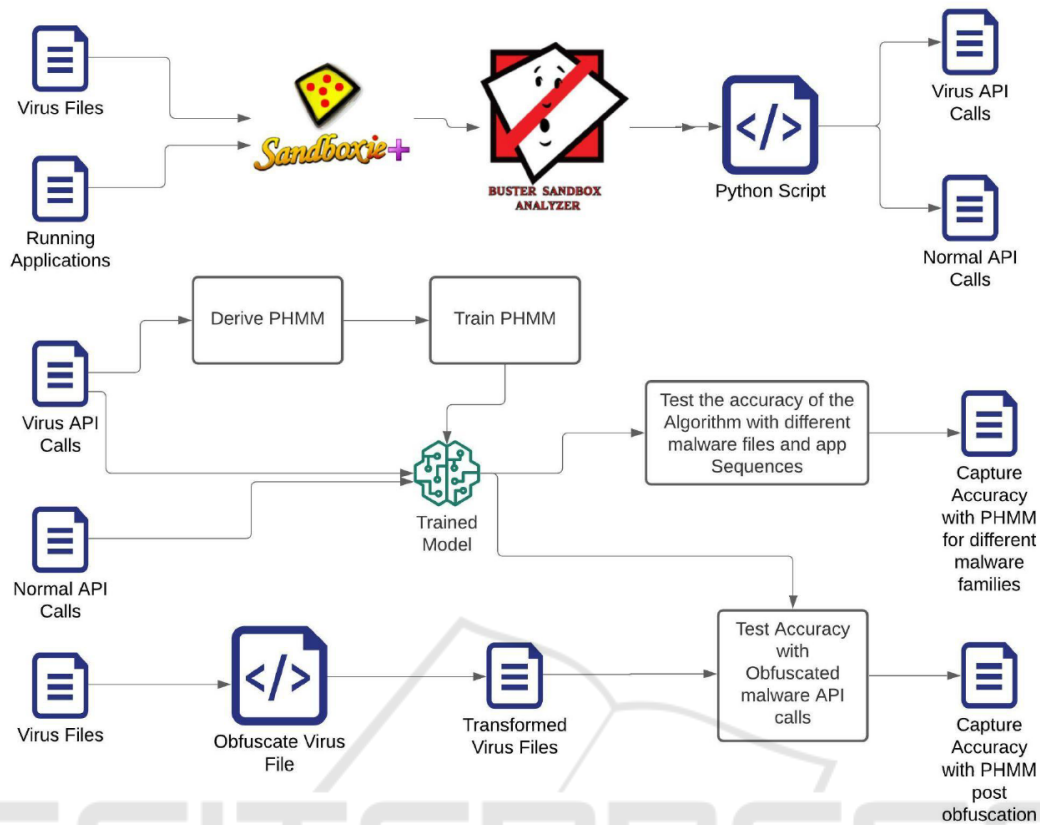 Virus Files
Sandboxie+
BUSTER SANDBOX
ANALYZER
Python Script
Virus API
Calls
Running
Applications
Normal API
Calls
Derive PHMM
Train PHMM
Virus API
Calls
Test the accuracy of the
Algorithm with different
malware files and app
Sequences
Capture
Accuracy
with PHMM
for different
malware
families
Trained
Model
Normal API
Calls
Virus Files
Obfuscate Virus
File
Transformed
Virus Files
Test Accuracy
with
Obfuscated
malware API
calls
Capture
Accuracy
with PHMM
post
obfuscation